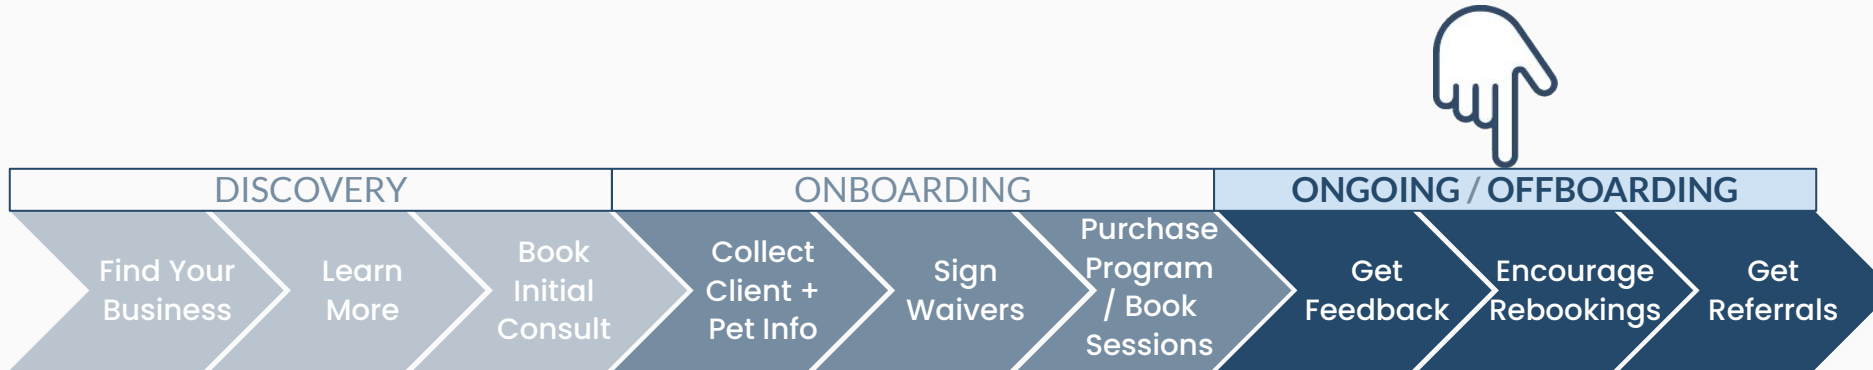 DISCOVERY
ONBOARDING
ONGOING / OFFBOARDING
Find Your
Business
Learn
More
Book
Initial
Consult
Collect
Client +
Pet Info
Sign
Waivers
Purchase
Program
/ Book
Sessions
Get
Feedback
Encourage
Rebookings
Get
Referrals